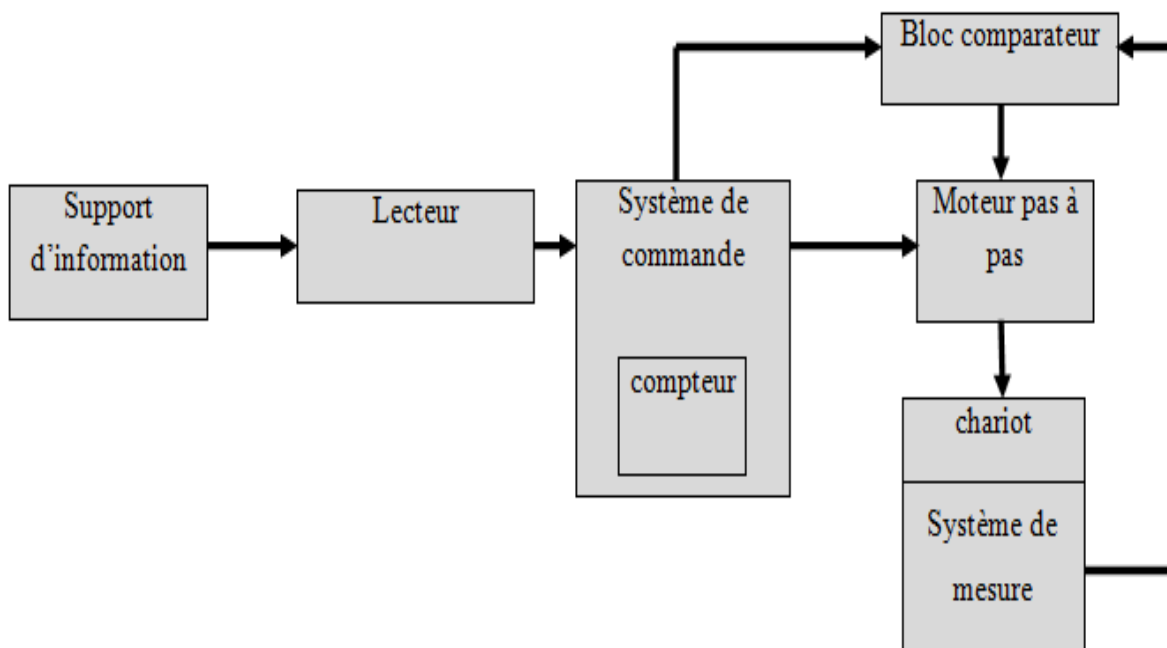 Bloc comparateur
Support
d'information
Lecteur
Système de
commande
compteur
Moteur pas à
pas
chariot
Système de
mesure